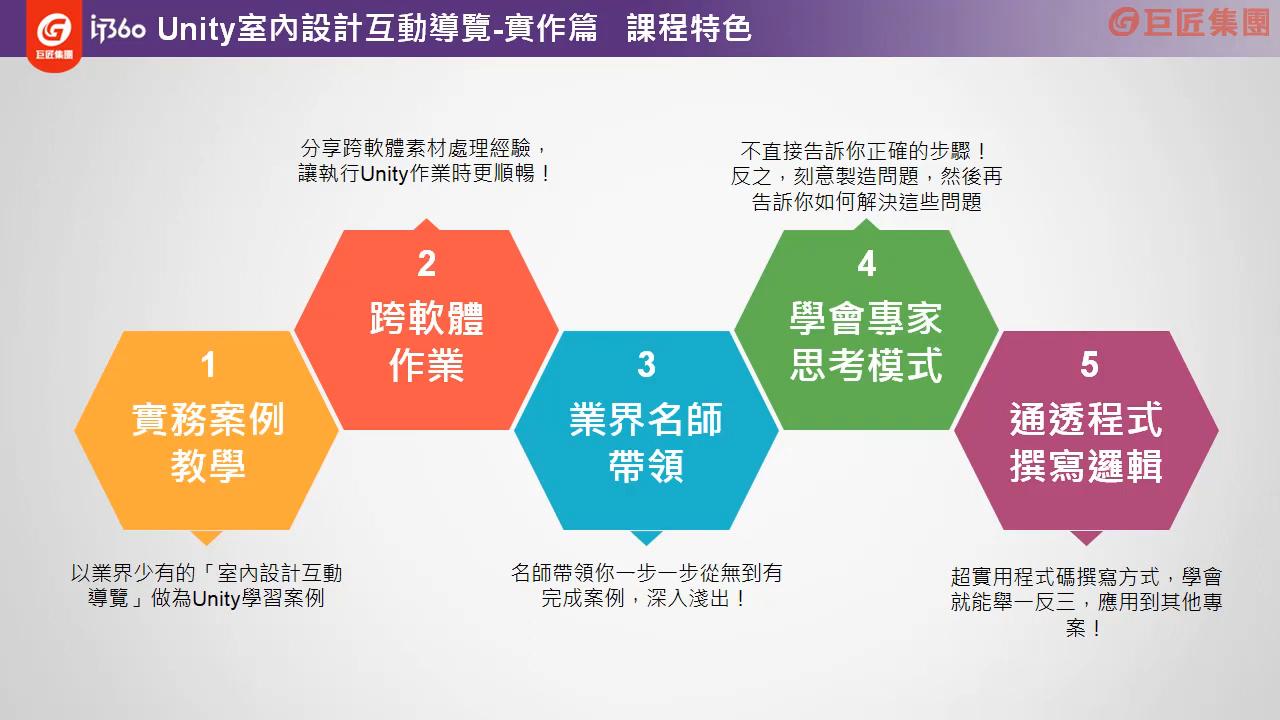 巨匠集團
iT360 Unity室內設計互動導覽-實作篇 課程特色
巨匠集團
1
實務案例
教學
以業界少有的「室內設計互動
導覽」做為Unity學習案例
分享跨軟體素材處理經驗，
讓執行Unity作業時更順暢！
2
跨軟體
作業
3
業界名師
帶領
名師帶領你一步一步從無到有
完成案例，深入淺出！
不直接告訴你正確的步驟！
反之，刻意製造問題，然後再
告訴你如何解決這些問題
4
學會專家
思考模式
5
通透程式
撰寫邏輯
超實用程式碼撰寫方式，學會
就能舉一反三，應用到其他專
案！